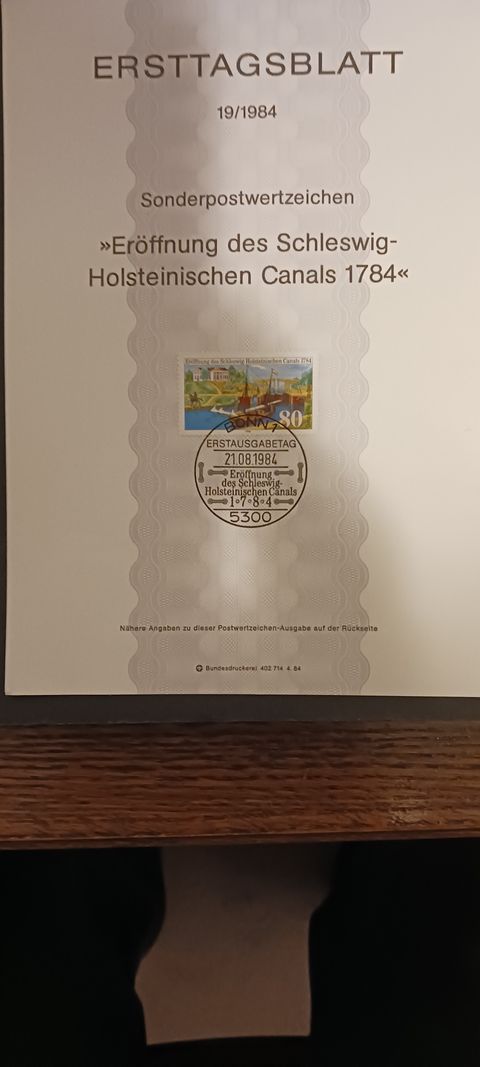 ERSTTAGSBLATT
19/1984
Sonderpostwertzeichen
»Eröffnung des Schleswig-
Holsteinischen Canals 1784«
Eröffnung des Schleswig-Holsteinischen Canals 1784
80
BONN 1
ERSTAUSGABETAG
21.08.1984
Eröffnung
des Schleswig-
Holsteinischen Canals
1·7·8·4
5300
Nähere Angaben zu dieser Postwertzeichen-Ausgabe auf der Rückseite
Bundesdruckerei 402 714 4. 84